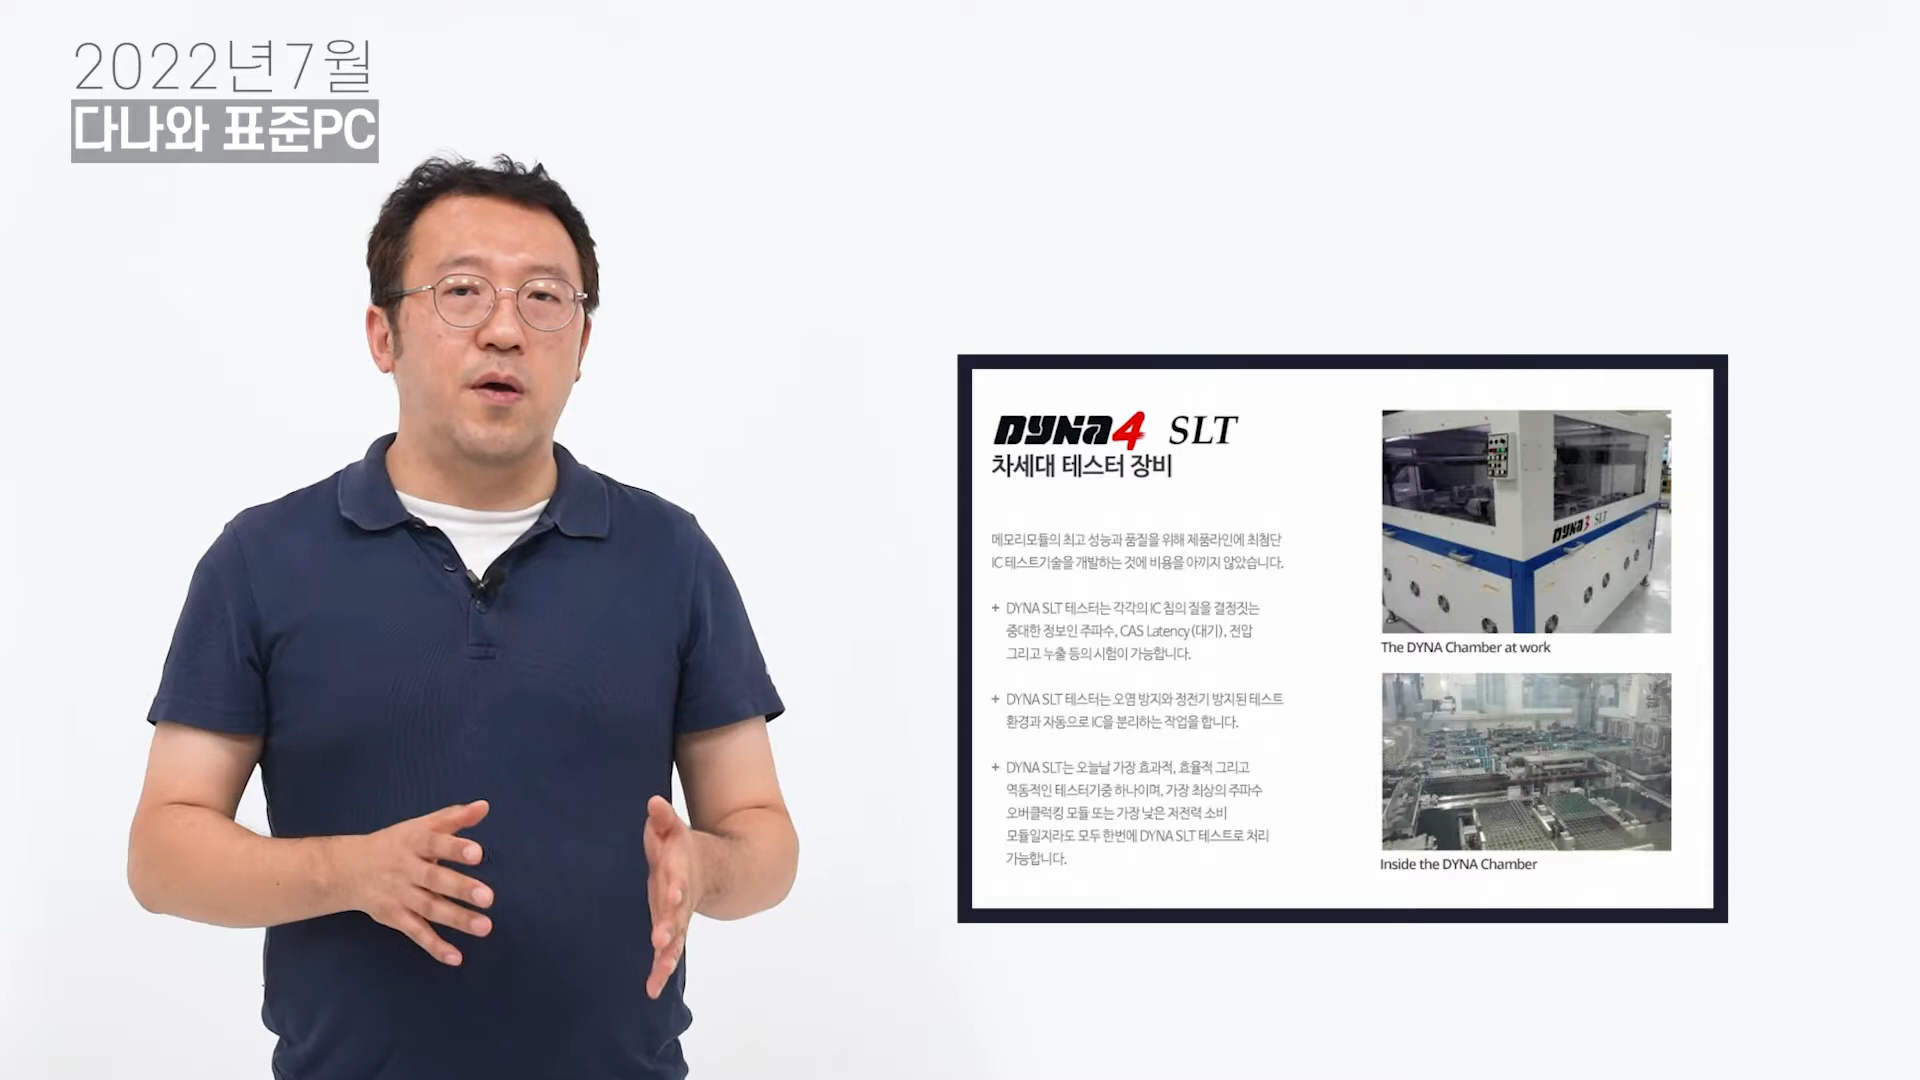 2022년7월
다나와 표준PC
DYNA4 SLT
차세대 테스터 장비
메모리모듈의 최고 성능과 품질을 위해 제품라인에 최첨단
IC 테스트기술을 개발하는 것에 비용을 아끼지 않았습니다.
+ DYNA SLT 테스터는 각각의 IC 칩의 질을 결정짓는
중대한 정보인 주파수, CAS Latency(대기), 전압
그리고 누출 등의 시험이 가능합니다.
+ DYNA SLT 테스터는 오염 방지와 정전기 방지된 테스트
환경과 자동으로 IC을 분리하는 작업을 합니다.
+ DYNA SLT는 오늘날 가장 효과적, 효율적 그리고
역동적인 테스터기중 하나이며, 가장 최상의 주파수
오버클럭킹 모듈 또는 가장 낮은 저전력 소비
모듈일지라도 모두 한번에 DYNA SLT 테스트로 처리
가능합니다.
DYNA3 SLT
The DYNA Chamber at work
Inside the DYNA Chamber